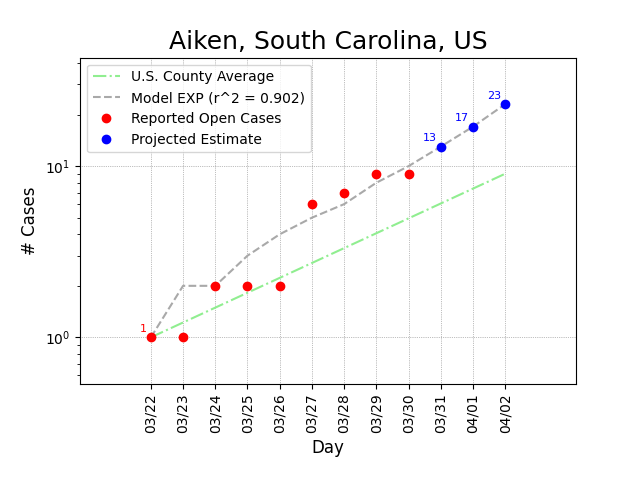 Aiken, South Carolina, US
U.S. County Average
Model EXP (r^2 = 0.902)
Reported Open Cases
Projected Estimate
23
17
13
10^1
# Cases
1
10^0
03/22
03/23
03/24
03/25
03/26
03/27
03/28
03/29
03/30
03/31
04/01
04/02
Day